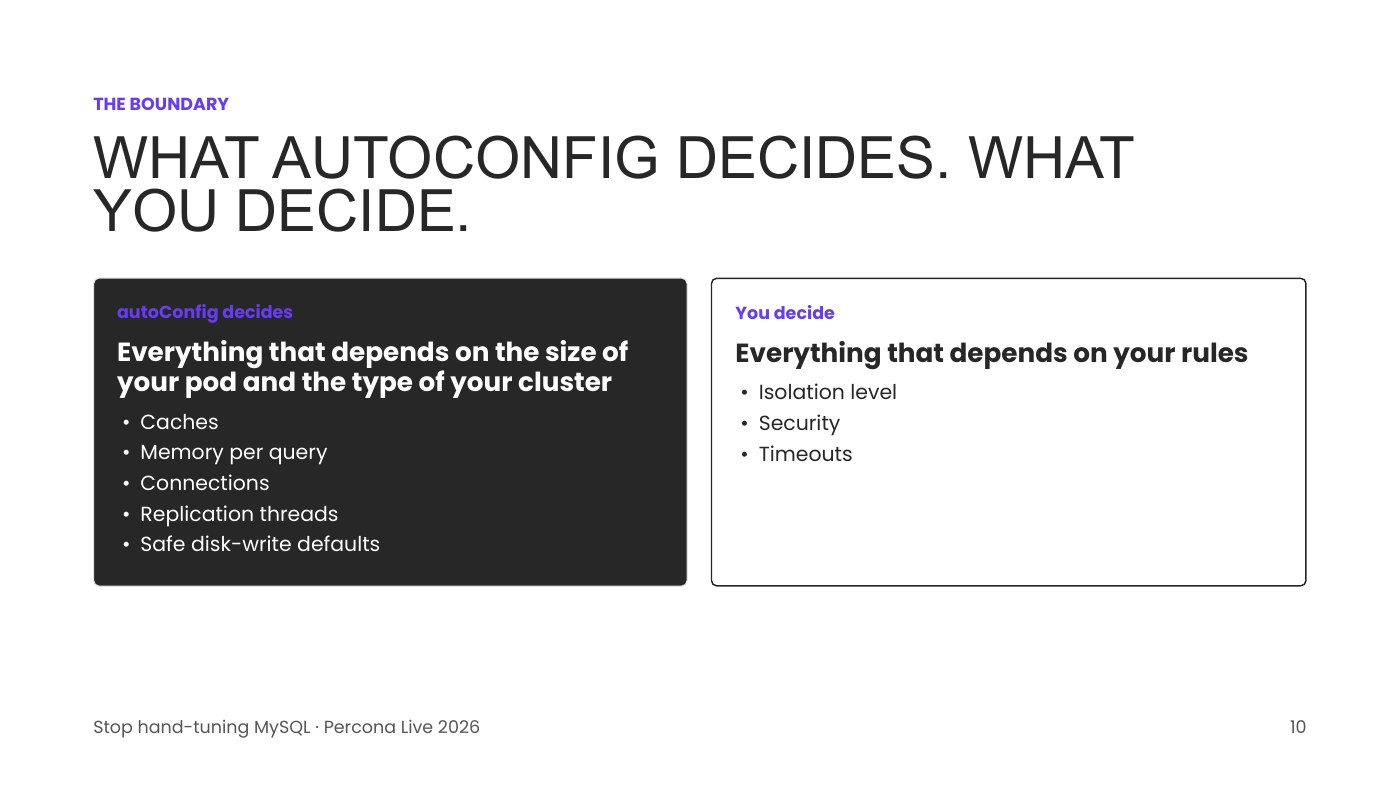 THE BOUNDARY
WHAT AUTOCONFIG DECIDES. WHAT
YOU DECIDE.
autoConfig decides
Everything that depends on the size of
your pod and the type of your cluster
• Caches
• Memory per query
• Connections
• Replication threads
• Safe disk-write defaults
You decide
Everything that depends on your rules
• Isolation level
• Security
• Timeouts
Stop hand-tuning MySQL · Percona Live 2026
10